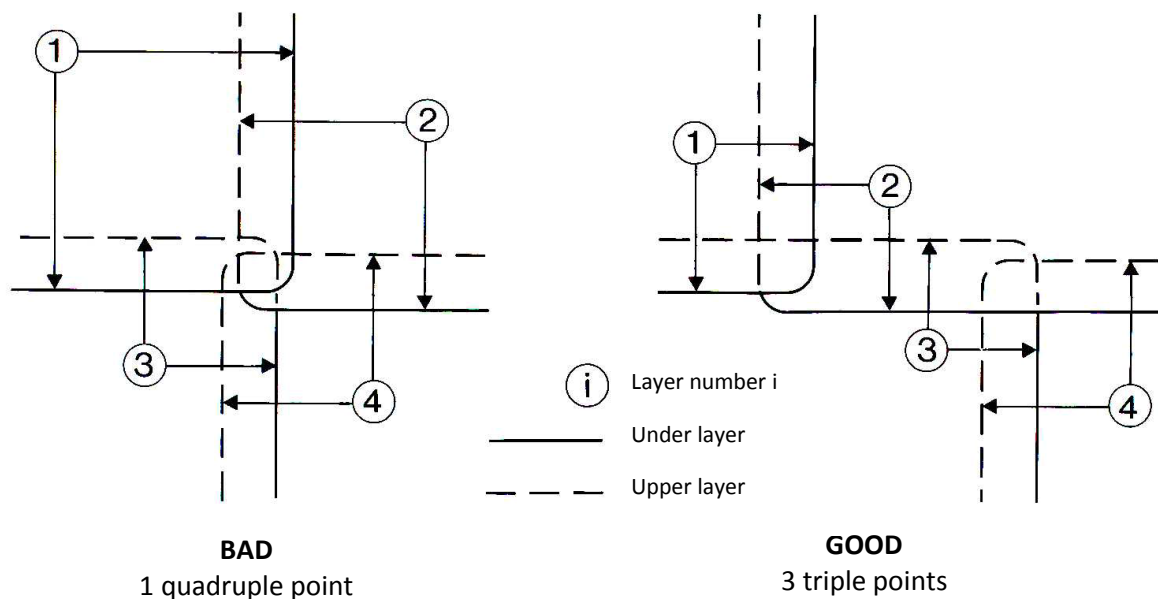 1
2
3
4
1
2
3
4
i Layer number i
Under layer
Upper layer
BAD
1 quadruple point
GOOD
3 triple points